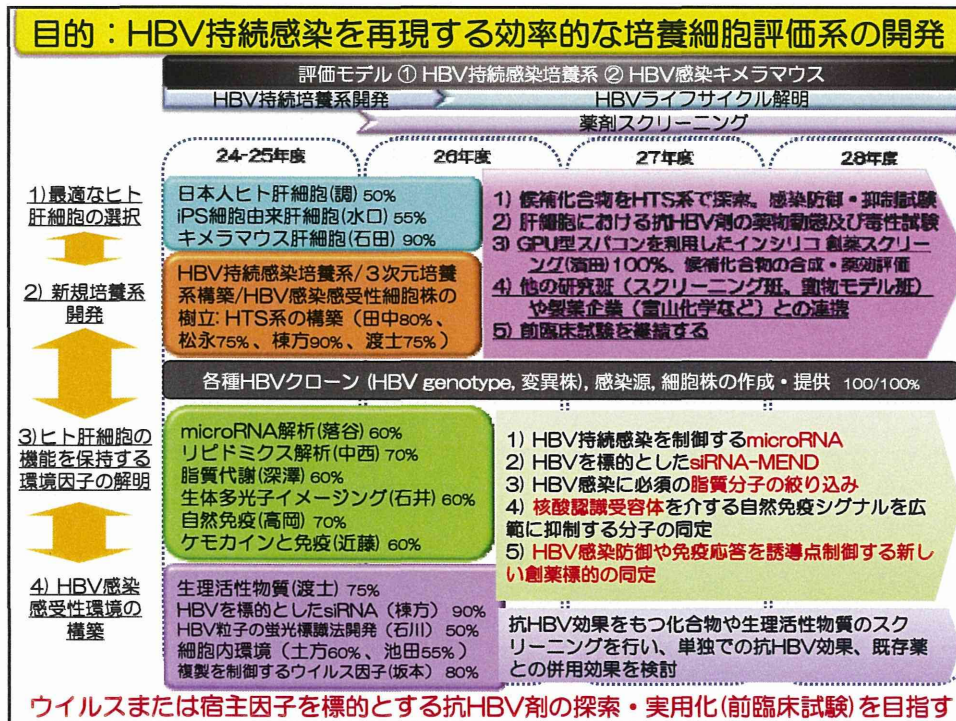 目的：HBV持続感染を再現する効率的な培養細胞評価系の開発
評価モデル ① HBV持続感染培養系 ② HBV感染キメラマウス
HBV持続培養系開発
HBVライフサイクル解明
薬剤スクリーニング
24-25年度
26年度
27年度
28年度
1)最適なヒト
肝細胞の選択
日本人ヒト肝細胞(調) 50%
iPS細胞由来肝細胞(水口) 55%
キメラマウス肝細胞(石田) 90%
2) 新規培養系
開発
HBV持続感染培養系/３次元培養
系構築/HBV感染感受性細胞株の
樹立: HTS系の構築（田中80%、
松永75%、棟方90%、渡士75%）
1) 候補化合物をHTS系で探索、感染防御・抑制試験
2) 肝細胞における抗HBV剤の薬物動態及び毒性試験
3) GPU型スパコンを利用したインシリコ創薬スクリー
ニング(濱田)100%、候補化合物の合成・薬効評価
4) 他の研究班（スクリーニング班、動物モデル班）
や製薬企業（富山化学など）との連携
5) 前臨床試験を継続する
各種HBVクローン (HBV genotype, 変異株), 感染源, 細胞株の作成・提供 100/100%
3)ヒト肝細胞の
機能を保持する
環境因子の解明
microRNA解析(落谷) 60%
リピドミクス解析(中西) 70%
脂質代謝(深澤) 60%
生体多光子イメージング(石井) 60%
自然免疫(高岡) 70%
ケモカインと免疫(近藤) 60%
1) HBV持続感染を制御するmicroRNA
2) HBVを標的としたsiRNA-MEND
3) HBV感染に必須の脂質分子の絞り込み
4) 核酸認識受容体を介する自然免疫シグナルを広
範に抑制する分子の同定
5) HBV感染防御や免疫応答を誘導点制御する新し
い創薬標的の同定
4) HBV感染
感受性環境の
構築
生理活性物質(渡士) 75%
HBVを標的としたsiRNA（棟方） 90%
HBV粒子の蛍光標識法開発（石川）50%
細胞内環境（土方60%、池田55%）
複製を制御するウイルス因子(坂本) 80%
抗HBV効果をもつ化合物や生理活性物質のスク
リーニングを行い、単独での抗HBV効果、既存薬
との併用効果を検討
ウイルスまたは宿主因子を標的とする抗HBV剤の探索・実用化(前臨床試験)を目指す